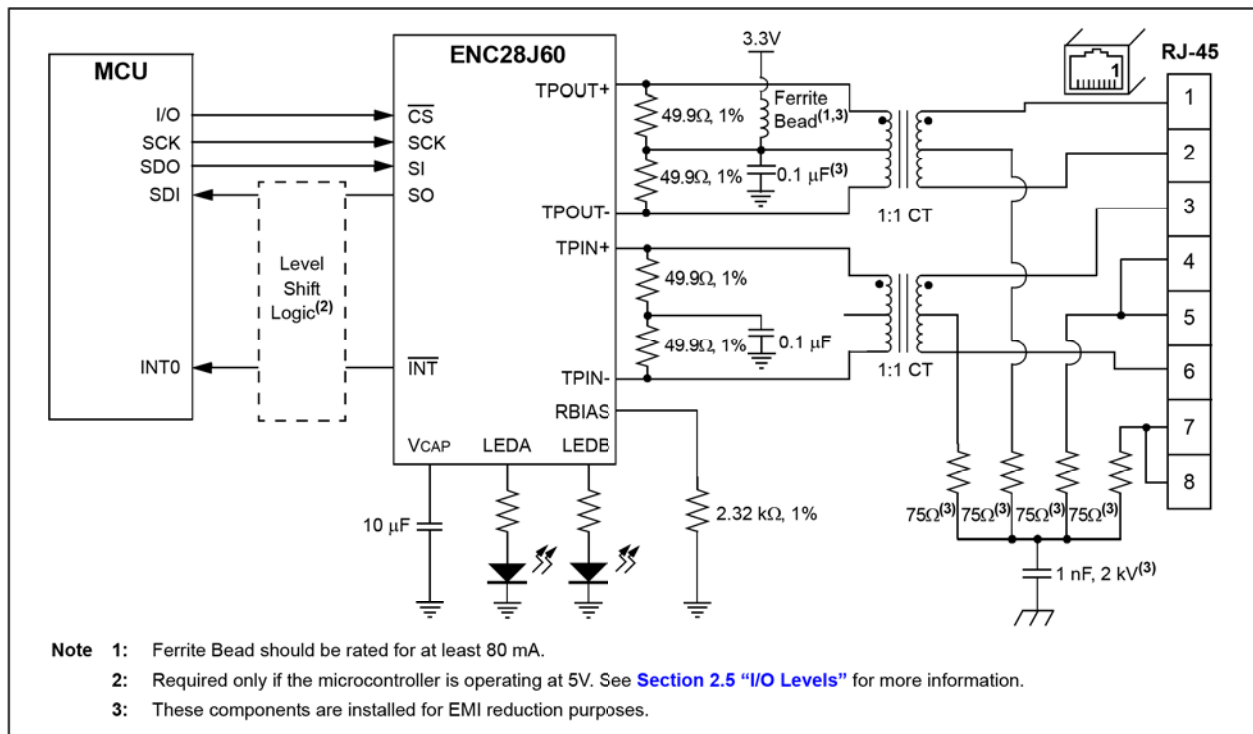 MCU
I/O
SCK
SDO
SDI
INT0
Level
Shift
Logic(2)
ENC28J60
CS
SCK
SI
SO
INT
VCAP
LEDA
LEDB
TPOUT+
TPOUT-
TPIN+
TPIN-
RBIAS
10 µF
2.32 kΩ, 1%
49.9Ω, 1%
49.9Ω, 1%
49.9Ω, 1%
49.9Ω, 1%
3.3V
Ferrite
Bead(1,3)
0.1 µF(3)
0.1 µF
1:1 CT
1:1 CT
1
RJ-45
1
2
3
4
5
6
7
8
75Ω(3) 75Ω(3) 75Ω(3) 75Ω(3)
1 nF, 2 kV(3)
Note 1: Ferrite Bead should be rated for at least 80 mA.
2: Required only if the microcontroller is operating at 5V. See Section 2.5 “I/O Levels” for more information.
3: These components are installed for EMI reduction purposes.